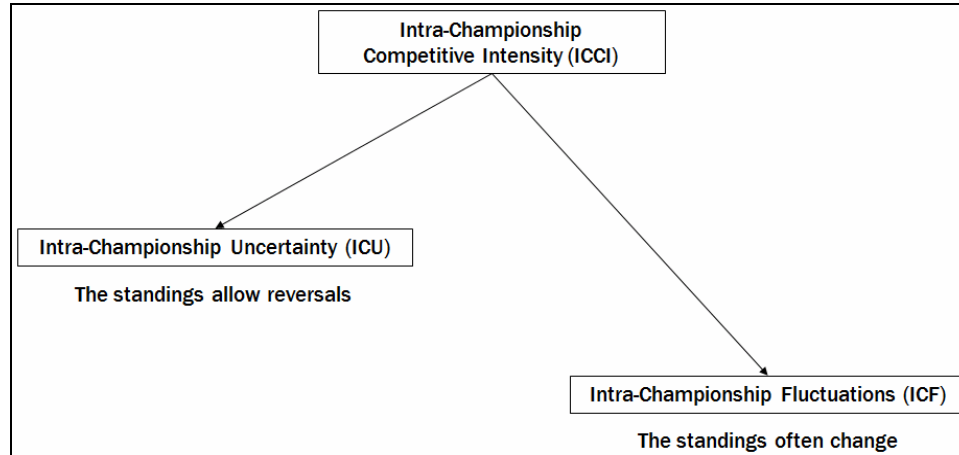 Intra-Championship
Competitive Intensity (ICCI)
Intra-Championship Uncertainty (ICU)
The standings allow reversals
Intra-Championship Fluctuations (ICF)
The standings often change